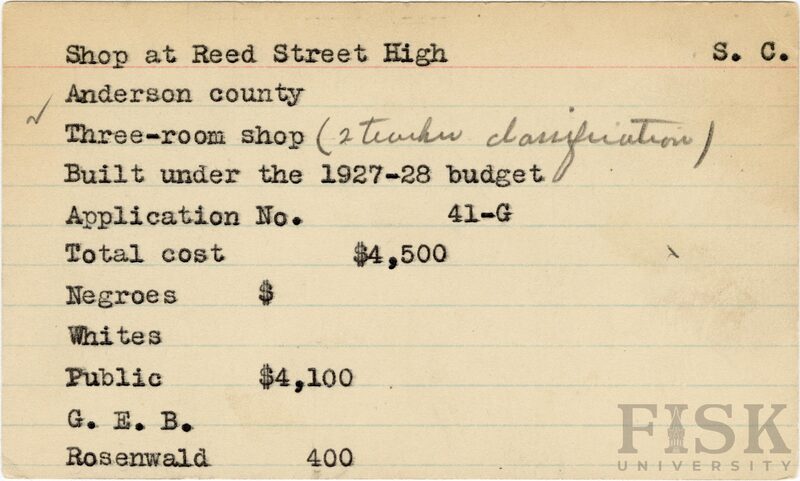 Shop at Reed Street High S. C.
Anderson county
Three-room shop (2 teacher classification)
Built under the 1927-28 budget
Application No. 41-G
Total cost $4,500
Negroes $
Whites
Public $4,100
G. E. B.
Rosenwald 400
FISK
UNIVERSITY